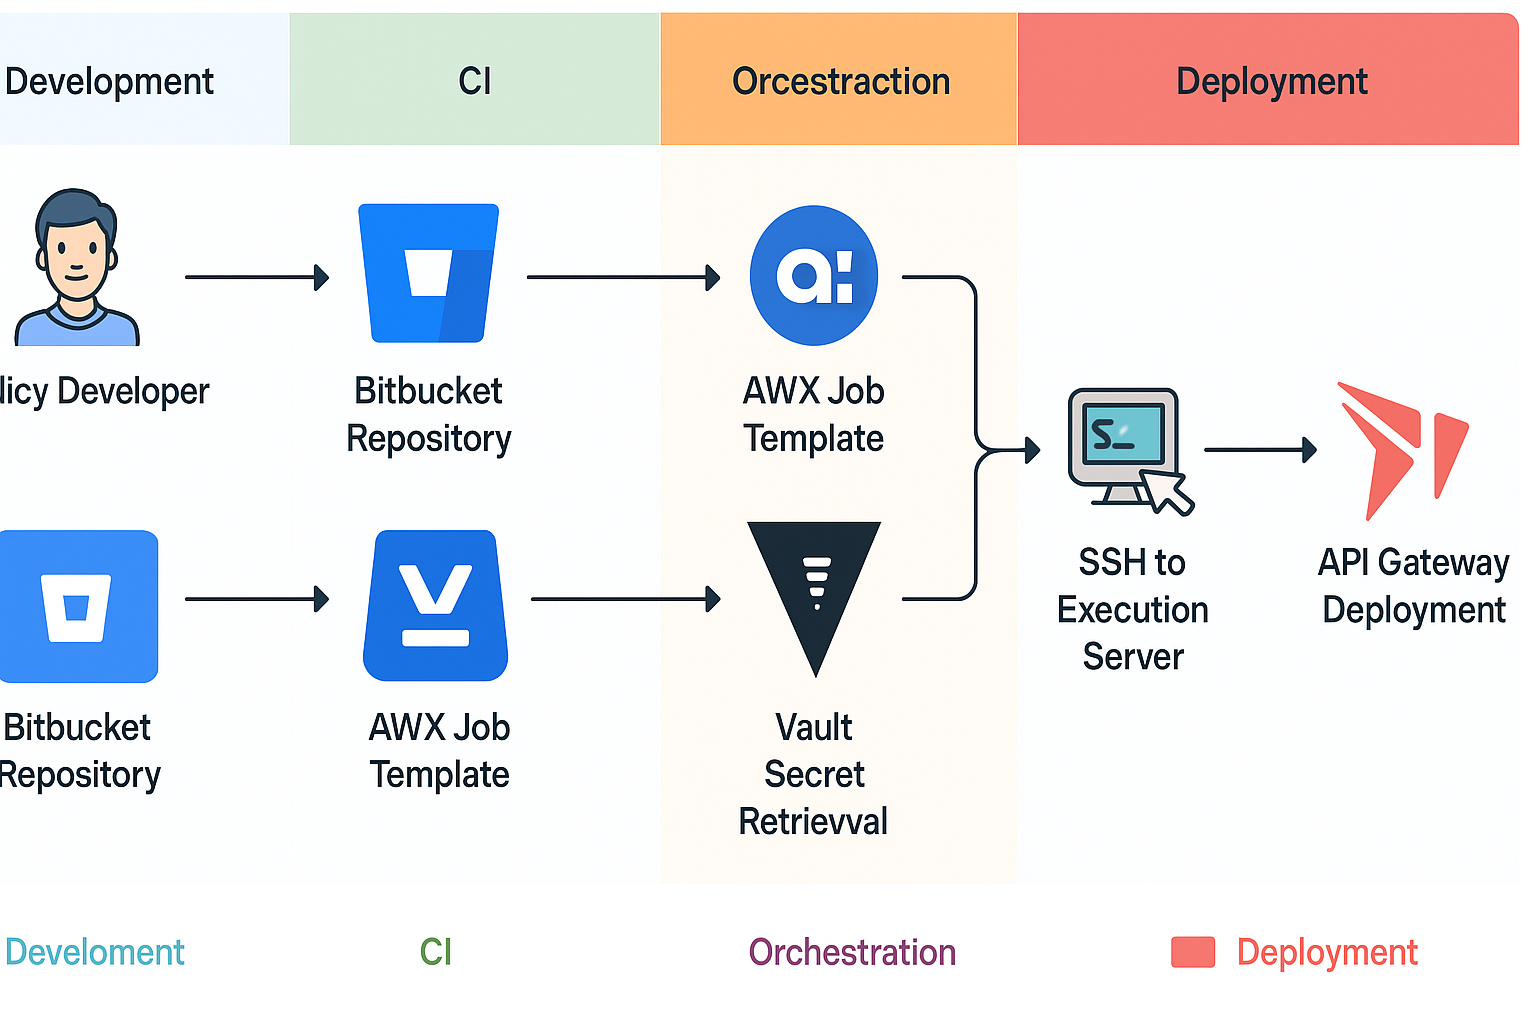 Development
CI
Orcestraction
Deployment
licy Developer
Bitbucket
Repository
AWX Job
Template
a:
S_
SSH to
Execution
Server
API Gateway
Deployment
Bitbucket
Repository
AWX Job
Template
V
Vault
Secret
Retrievval
Develoment
CI
Orchestration
Deployment